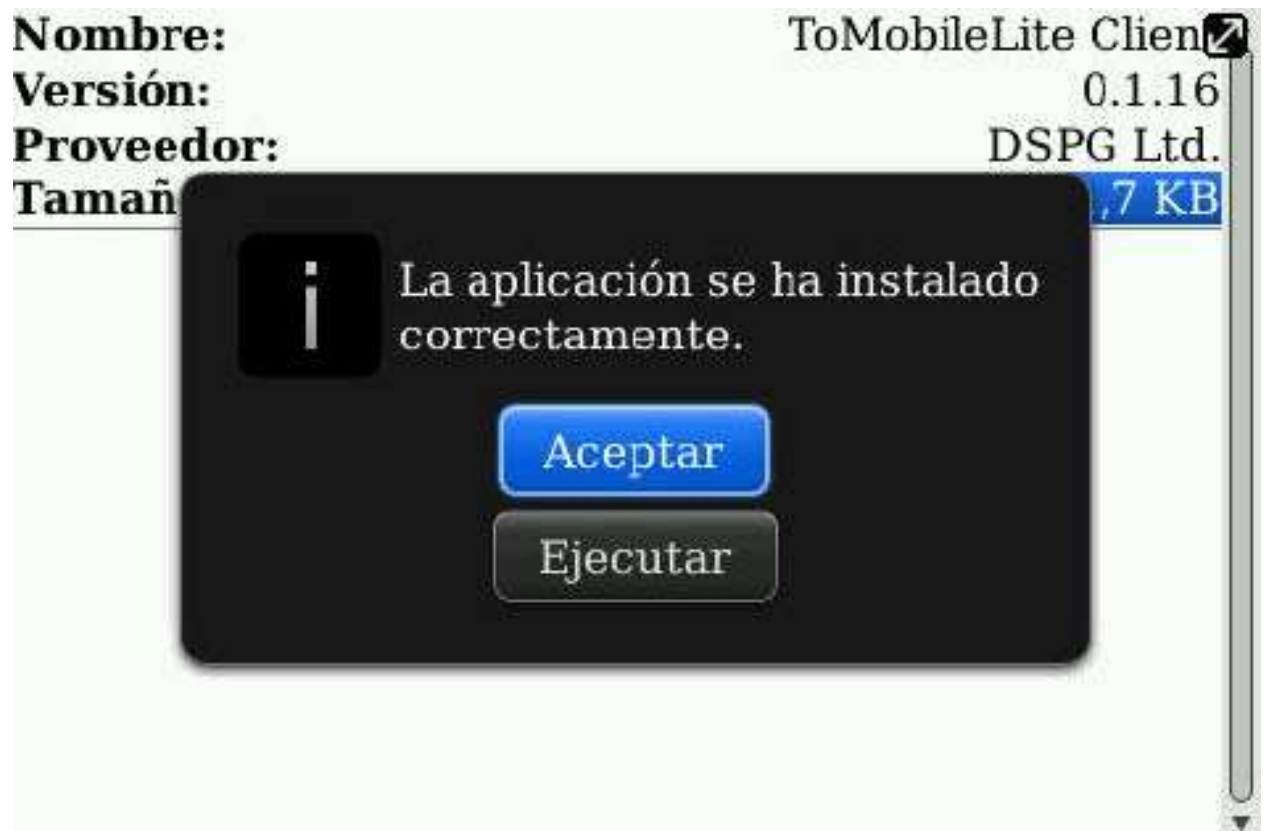 Nombre: ToMobileLite Clien
Versión: 0.1.16
Proveedor: DSPG Ltd.
Tamañ ,7 KB
La aplicación se ha instalado
correctamente.
Aceptar
Ejecutar